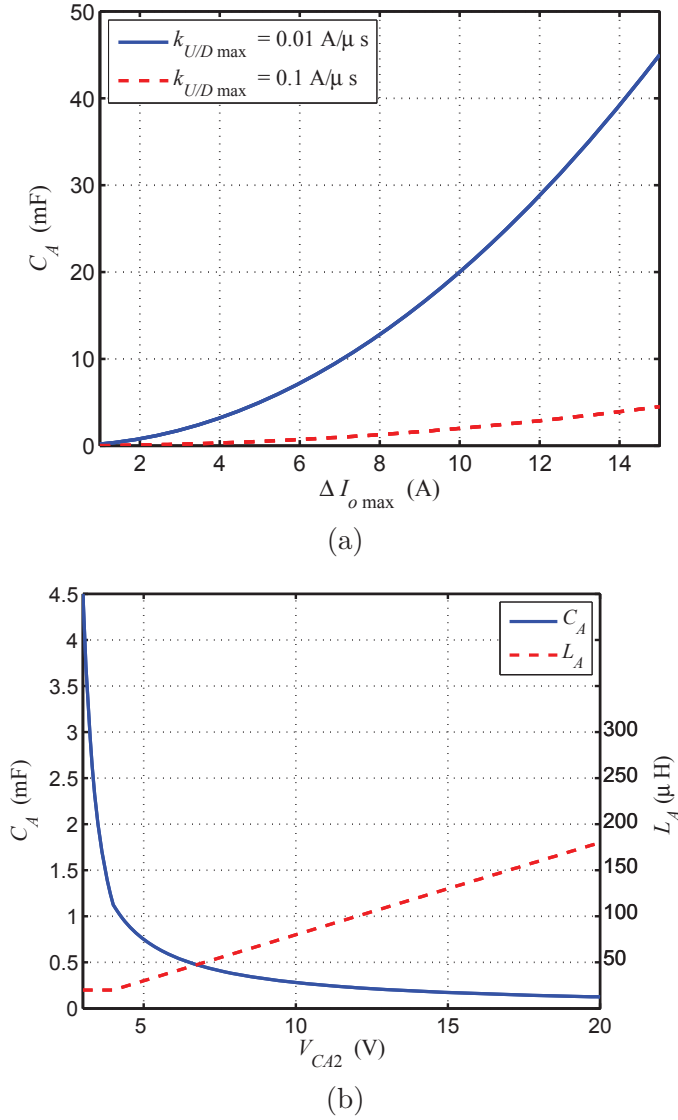 50
40
30
20
10
0
C_A (mF)
k_{U/D max} = 0.01 A/μ s
k_{U/D max} = 0.1 A/μ s
2 4 6 8 10 12 14
Δ I_{o max} (A)
(a)
4.5
4
3.5
3
2.5
2
1.5
1
0.5
0
C_A (mF)
C_A
L_A
300
250
200
150
100
50
L_A (μ H)
5 10 15 20
V_{CA2} (V)
(b)